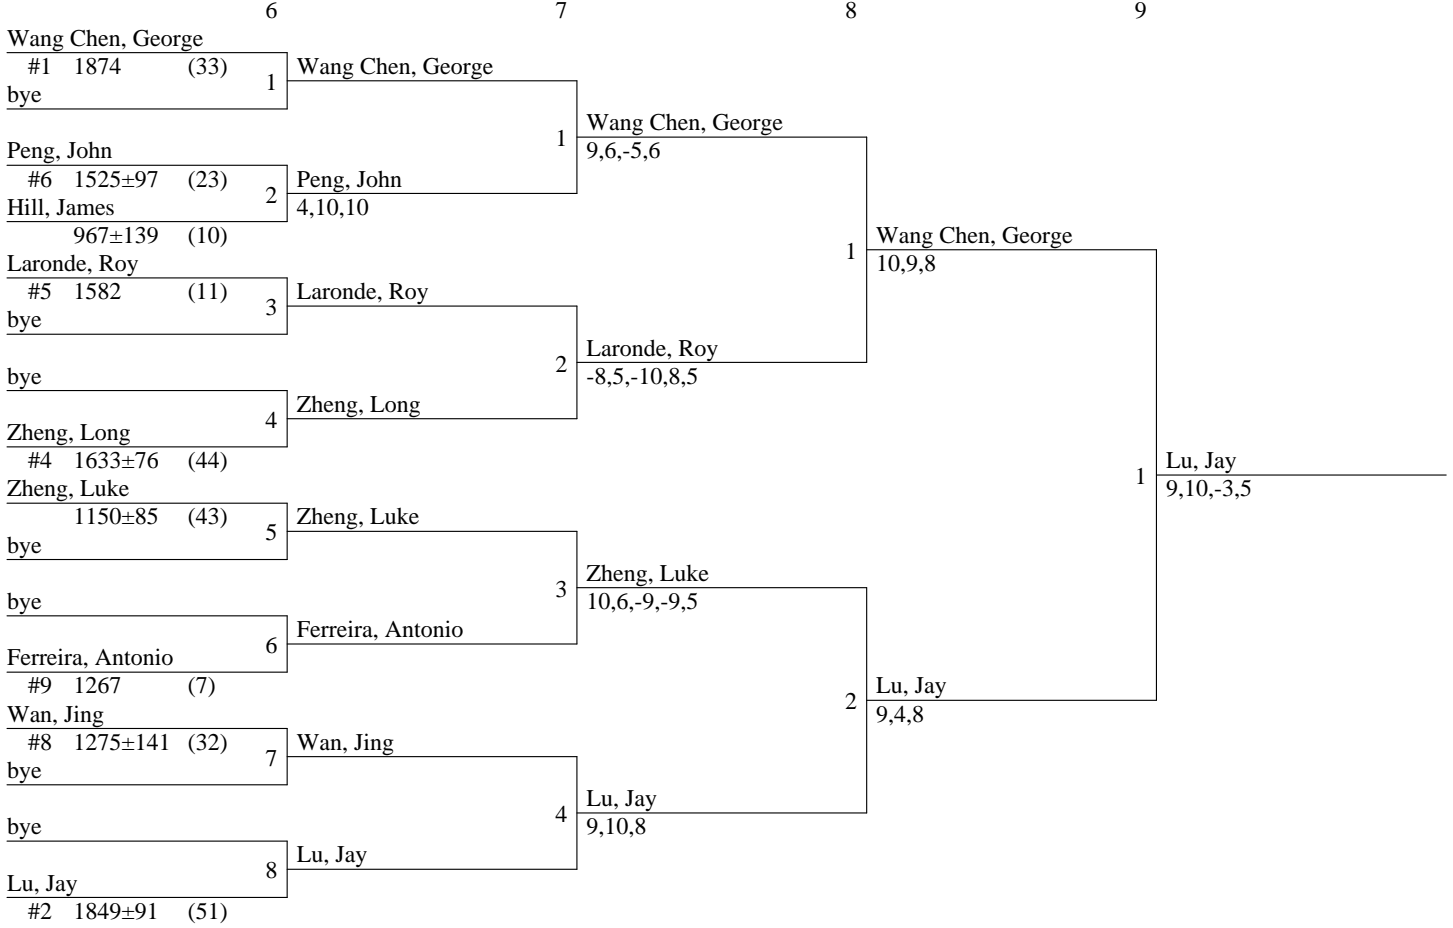 6 7 8 9
Wang Chen, George
#1 1874 (33)
1
Wang Chen, George
bye
1
Wang Chen, George
9,6,-5,6
Peng, John
#6 1525±97 (23)
2
Peng, John
4,10,10
Hill, James
967±139 (10)
1
Wang Chen, George
10,9,8
Laronde, Roy
#5 1582 (11)
3
Laronde, Roy
bye
2
Laronde, Roy
-8,5,-10,8,5
bye
4
Zheng, Long
Zheng, Long
#4 1633±76 (44)
1
Lu, Jay
9,10,-3,5
Zheng, Luke
1150±85 (43)
5
Zheng, Luke
bye
3
Zheng, Luke
10,6,-9,-9,5
bye
6
Ferreira, Antonio
Ferreira, Antonio
#9 1267 (7)
2
Lu, Jay
9,4,8
Wan, Jing
#8 1275±141 (32)
7
Wan, Jing
bye
4
Lu, Jay
9,10,8
bye
8
Lu, Jay
Lu, Jay
#2 1849±91 (51)